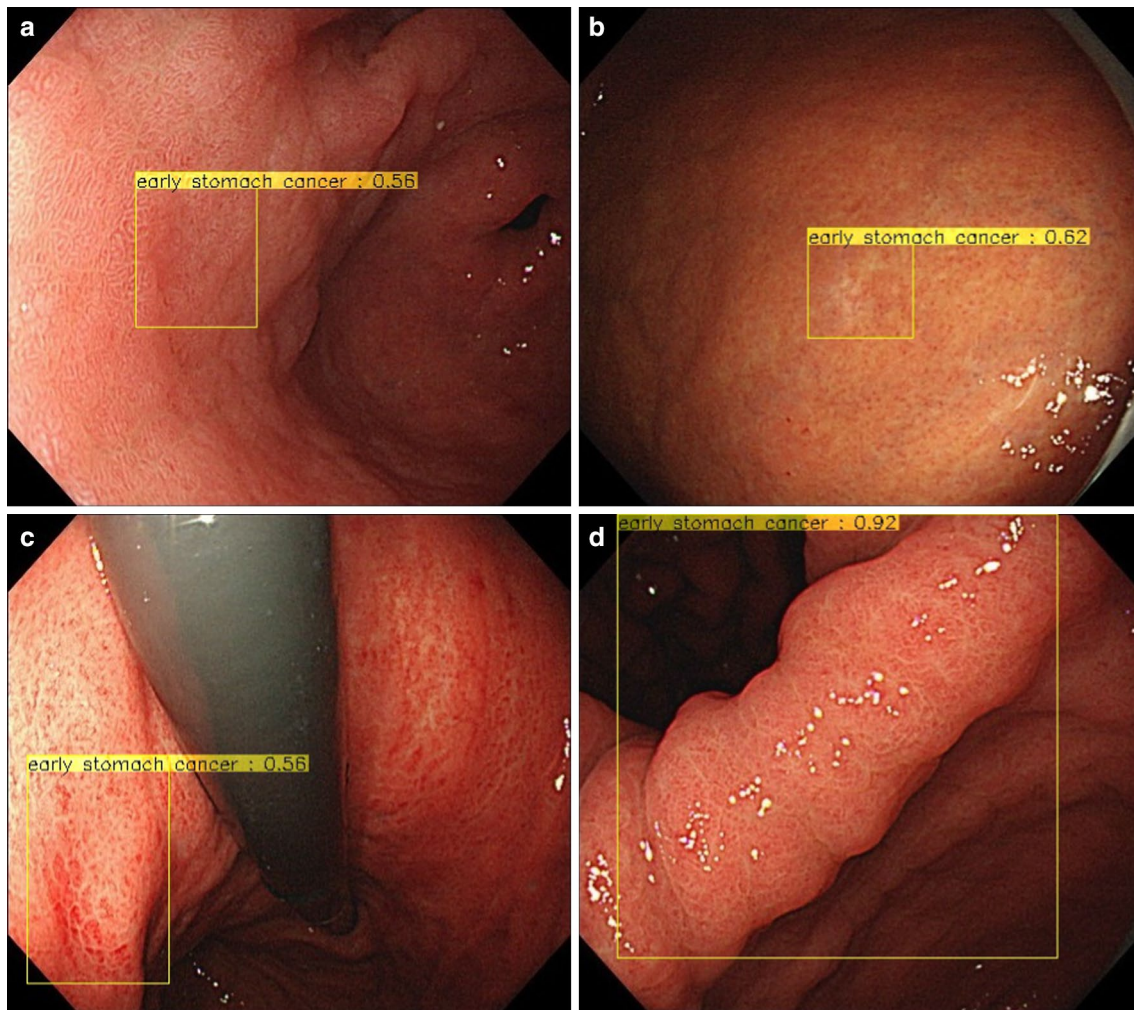 a
early stomach cancer : 0.56
b
early stomach cancer : 0.62
c
early stomach cancer : 0.56
d
early stomach cancer : 0.92